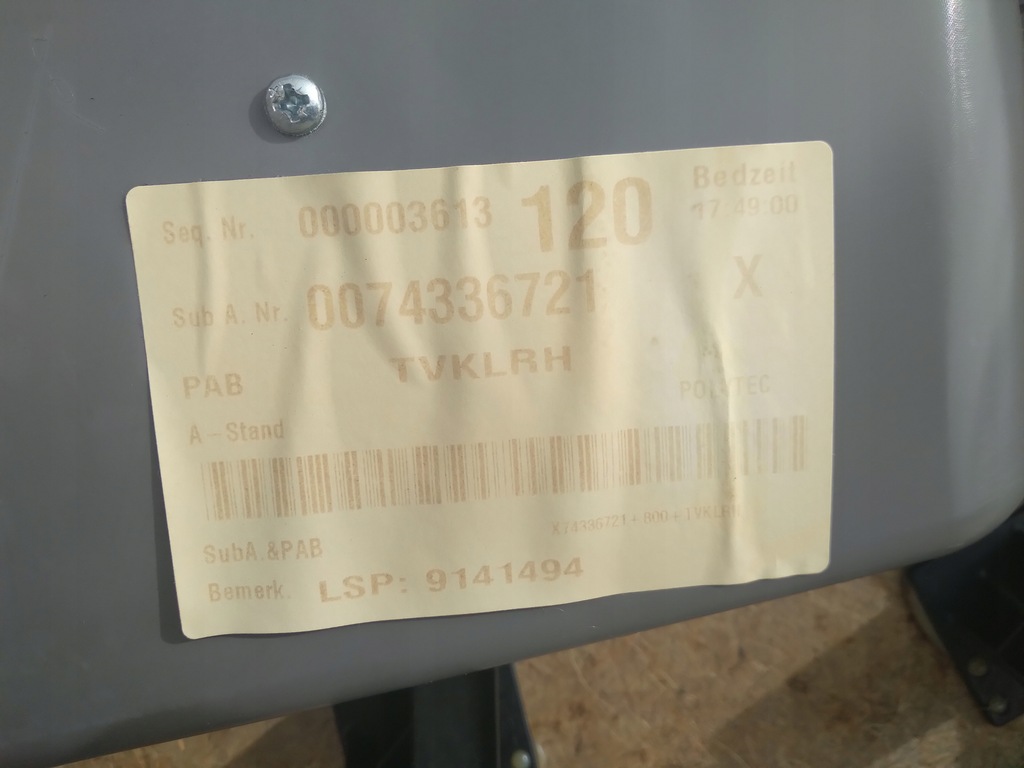 Seq. Nr. 000003613 120 Bedzeit
17:49:00
Sub A. Nr. 0074336721 X
PAB TVKLRH
POLYTEC
A-Stand
SubA.&PAB
Bemerk. LSP: 9141494